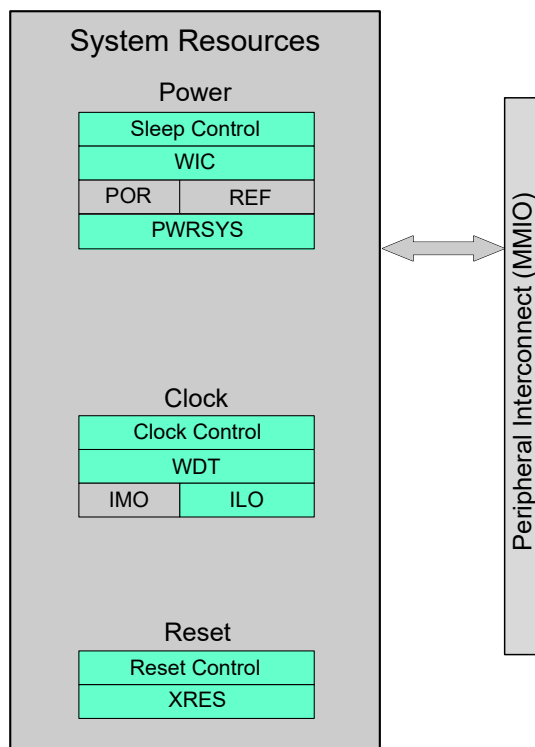 System Resources
Power
Sleep Control
WIC
POR REF
PWRSYS
Clock
Clock Control
WDT
IMO ILO
Reset
Reset Control
XRES
Peripheral Interconnect (MMIO)